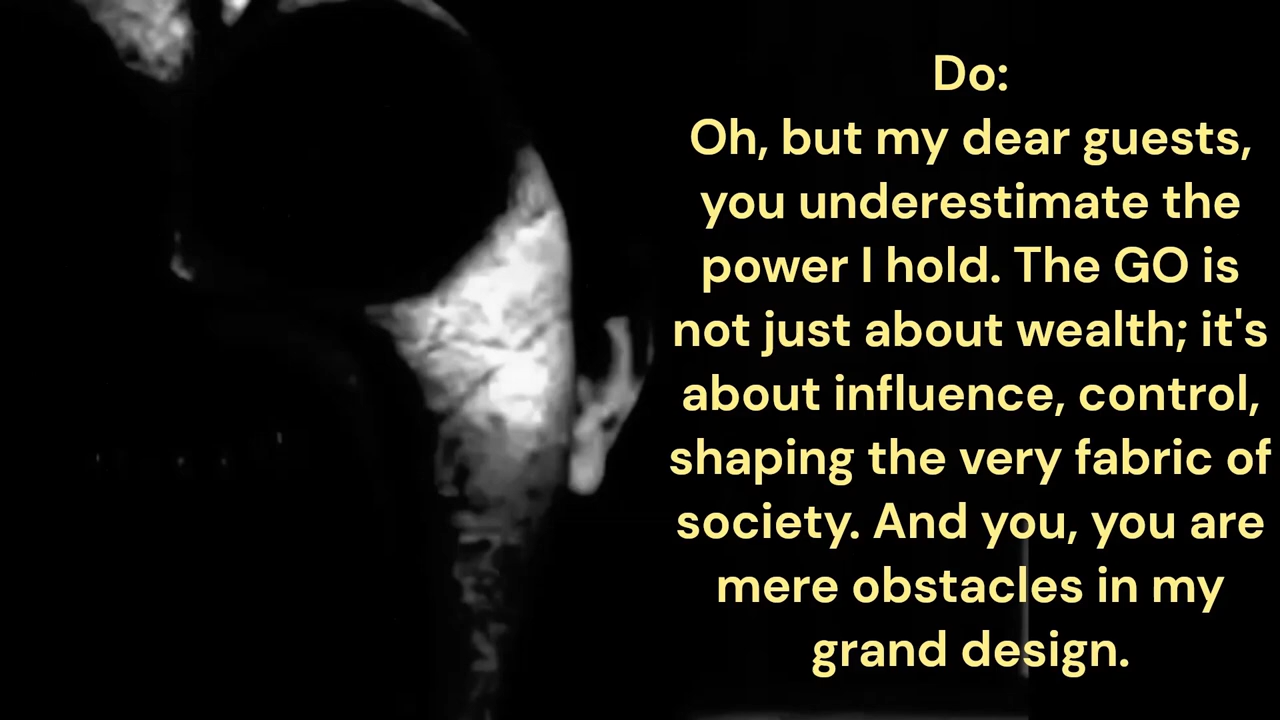 Do:
Oh, but my dear guests,
you underestimate the
power I hold. The GO is
not just about wealth; it's
about influence, control,
shaping the very fabric of
society. And you, you are
mere obstacles in my
grand design.